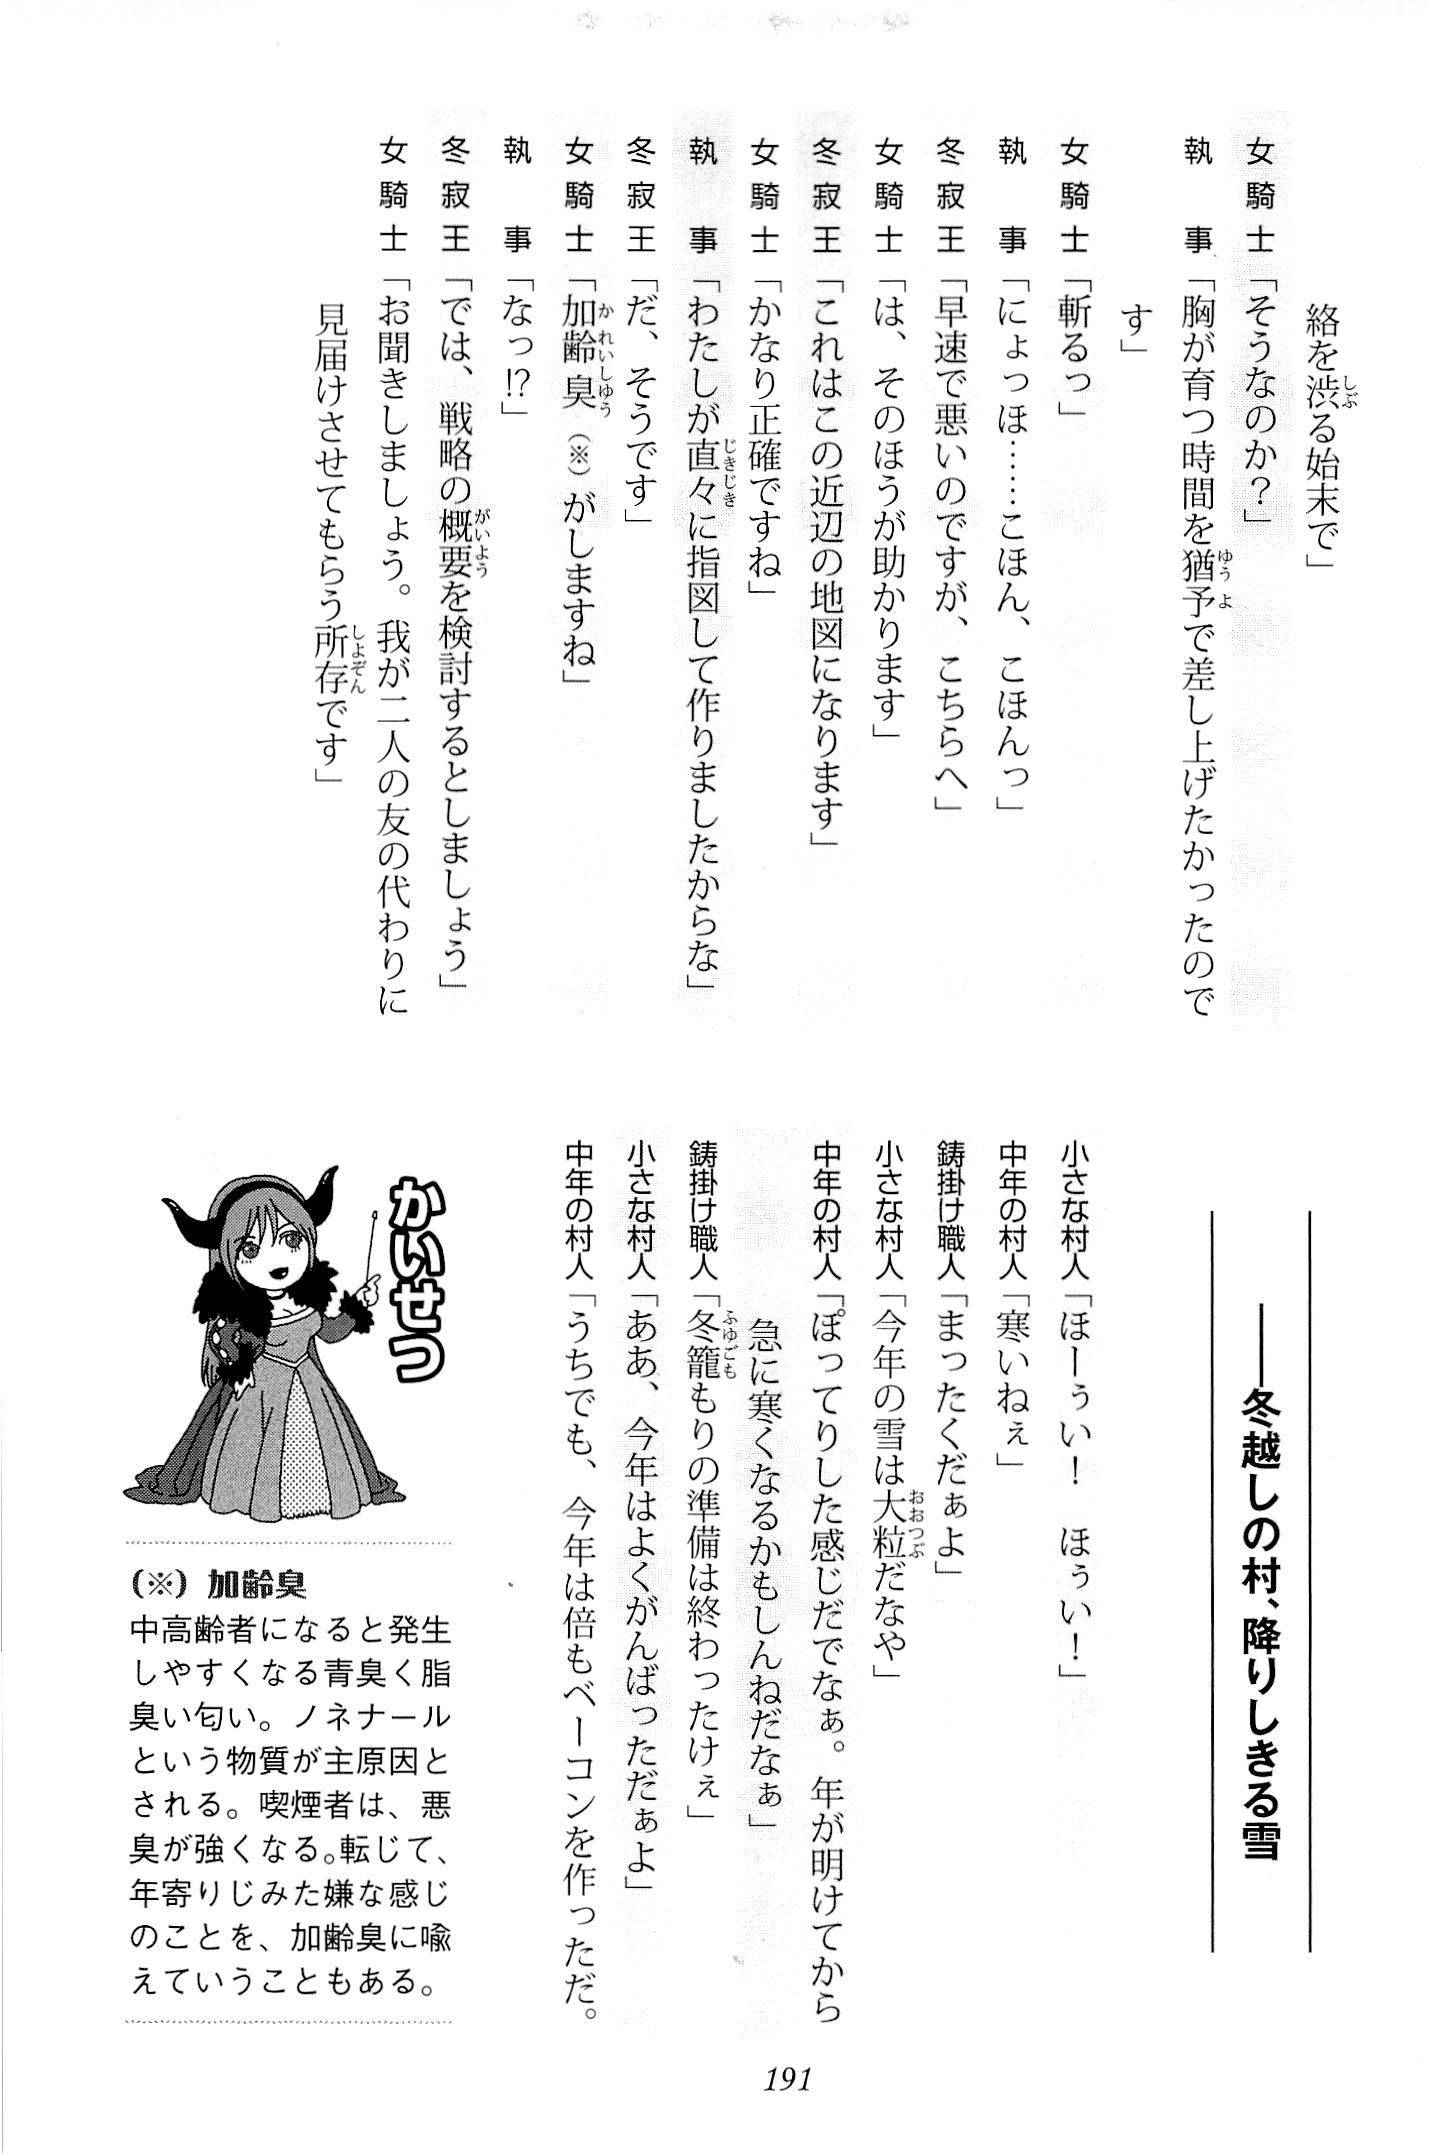 絡を渋る始末で」
女騎士「そうなのか？」
執事「胸が育つ時間を猶予で差し上げたかったので
す」
女騎士「斬るっ」
執事「にょっほ……こほん、こほんっ」
冬寂王「早速で悪いのですが、こちらへ」
女騎士「は、そのほうが助かります」
冬寂王「これはこの近辺の地図になります」
女騎士「かなり正確ですね」
執事「わたしが直々に指図して作りましたからな」
冬寂王「だ、そうです」
女騎士「加齢臭（※）がしますね」
執事「なっ!?」
冬寂王「では、戦略の概要を検討するとしましょう」
女騎士「お聞きしましょう。我が二人の友の代わりに
見届けさせてもらう所存です」
――冬越しの村、降りしきる雪
小さな村人「ほーぅい！　ほぅい！」
中年の村人「寒いねぇ」
鋳掛け職人「まったくだぁよ」
小さな村人「今年の雪は大粒だなや」
中年の村人「ぽってりした感じだでなぁ。年が明けてから
急に寒くなるかもしんねだなぁ」
鋳掛け職人「冬籠もりの準備は終わったけぇ」
小さな村人「ああ、今年はよくがんばっただぁよ」
中年の村人「うちでも、今年は倍もベーコンを作っただ。
かいせつ
（※）加齢臭
中高齢者になると発生
しやすくなる青臭く脂
臭い匂い。ノネナール
という物質が主原因と
される。喫煙者は、悪
臭が強くなる。転じて、
年寄りじみた嫌な感じ
のことを、加齢臭に喩
えていうこともある。
191